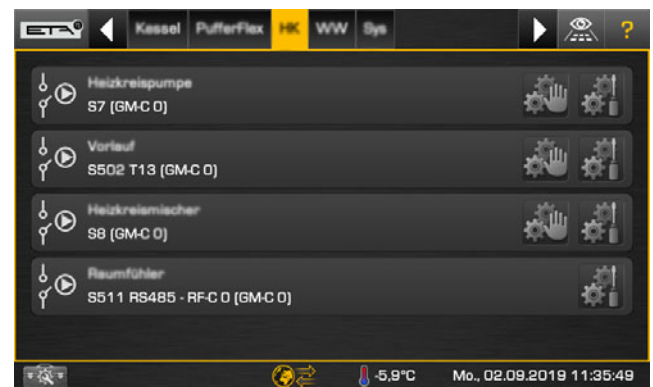 ETA
Kessel PufferFlex HK WW Sys ?
Heizkreispumpe
S7 (GM-C 0)
Vorlauf
S502 T13 (GM-C 0)
Heizkreismischer
S8 (GM-C 0)
Raumfühler
S511 RS485 - RF-C 0 (GM-C 0)
-5,9°C Mo., 02.09.2019 11:35:49